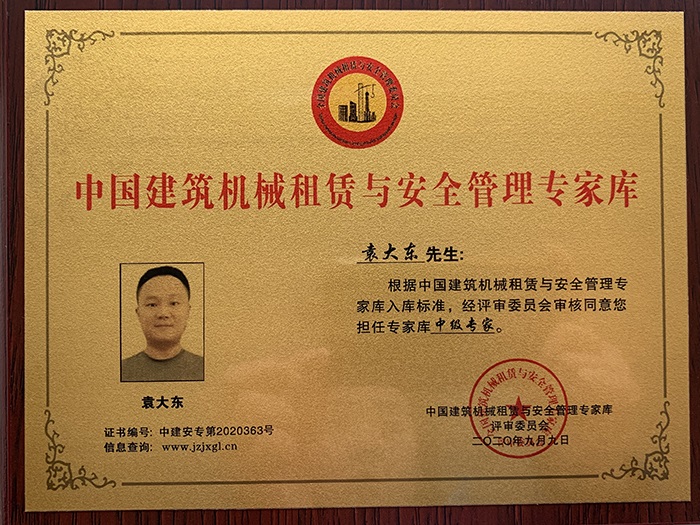 中国建筑机械租赁与安全管理专家库
袁大东 先生:
根据中国建筑机械租赁与安全管理专
家库入库标准，经评审委员会审核同意您
担任专家库中级专家。
袁大东
证书编号: 中建安专第2020363号
信息查询: www.jzjxgl.cn
中国建筑机械租赁与安全管理专家库
评审委员会
二〇二〇年九月九日